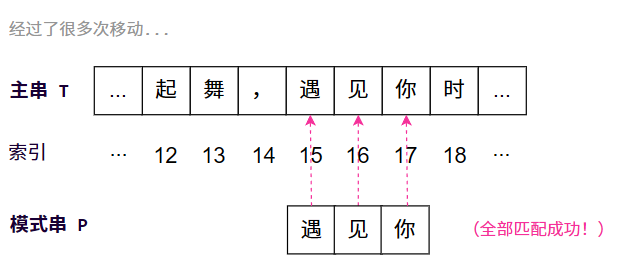 经过了很多次移动...
主串 T ... 起 舞 ， 遇 见 你 时 ...
索引 ... 12 13 14 15 16 17 18 ...
模式串 P 遇 见 你 （全部匹配成功！）